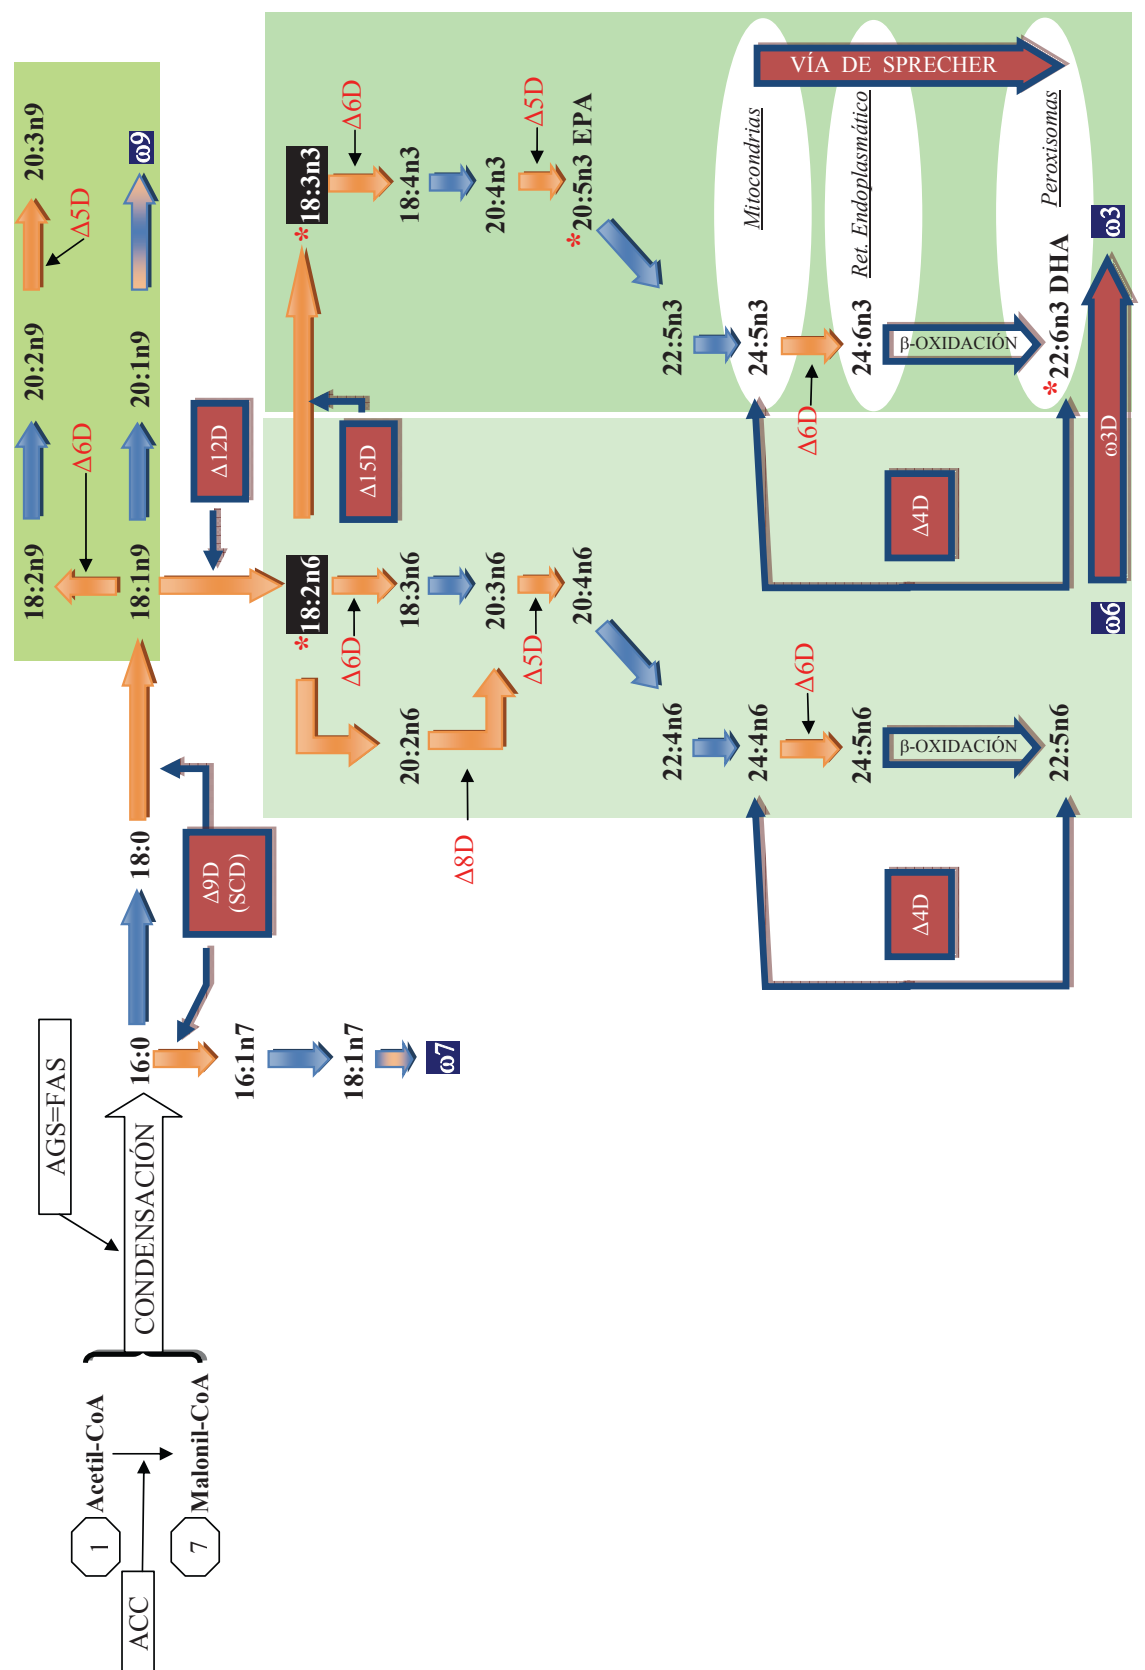 ACC
1
Acetil-CoA
7
Malonil-CoA
CONDENSACIÓN
AGS=FAS
16:0
18:0
18:1n9
20:1n9
ω9
18:2n9
20:2n9
20:3n9
Δ6D
Δ5D
Δ9D
(SCD)
16:1n7
18:1n7
ω7
Δ12D
*18:2n6
Δ15D
*18:3n3
Δ6D
18:3n6
20:2n6
Δ8D
20:3n6
Δ5D
20:4n6
22:4n6
24:4n6
Δ6D
24:5n6
β-OXIDACIÓN
22:5n6
Δ4D
Δ6D
18:4n3
20:4n3
Δ5D
*20:5n3 EPA
22:5n3
24:5n3
Mitocondrias
Δ6D
24:6n3
Ret. Endoplasmático
β-OXIDACIÓN
*22:6n3 DHA
Peroxisomas
VÍA DE SPRECHER
Δ4D
ω6
ω3D
ω3